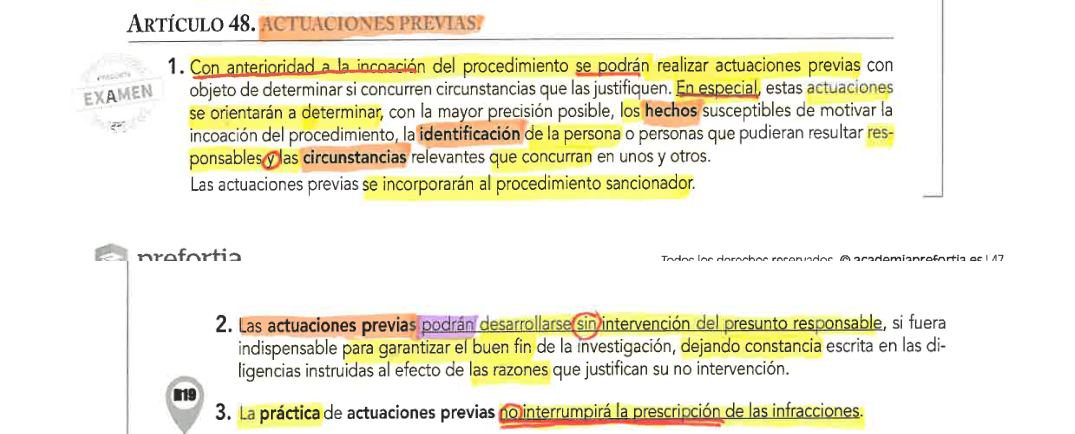 ARTÍCULO 48. ACTUACIONES PREVIAS.
1. Con anterioridad a la incoación del procedimiento se podrán realizar actuaciones previas con
objeto de determinar si concurren circunstancias que las justifiquen. En especial, estas actuaciones
se orientarán a determinar, con la mayor precisión posible, los hechos susceptibles de motivar la
incoación del procedimiento, la identificación de la persona o personas que pudieran resultar res-
ponsables y las circunstancias relevantes que concurran en unos y otros.
Las actuaciones previas se incorporarán al procedimiento sancionador.
PREGUNTA
EXAMEN
prefortia
Todos los derechos reservados. © academiaprefortia.es | 47
2. Las actuaciones previas podrán desarrollarse sin intervención del presunto responsable, si fuera
indispensable para garantizar el buen fin de la investigación, dejando constancia escrita en las di-
ligencias instruidas al efecto de las razones que justifican su no intervención.
R19
3. La práctica de actuaciones previas no interrumpirá la prescripción de las infracciones.